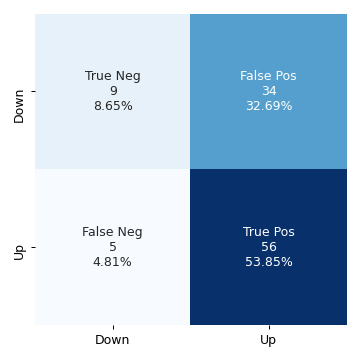 Down
True Neg
9
8.65%
False Pos
34
32.69%
Up
False Neg
5
4.81%
True Pos
56
53.85%
Down
Up